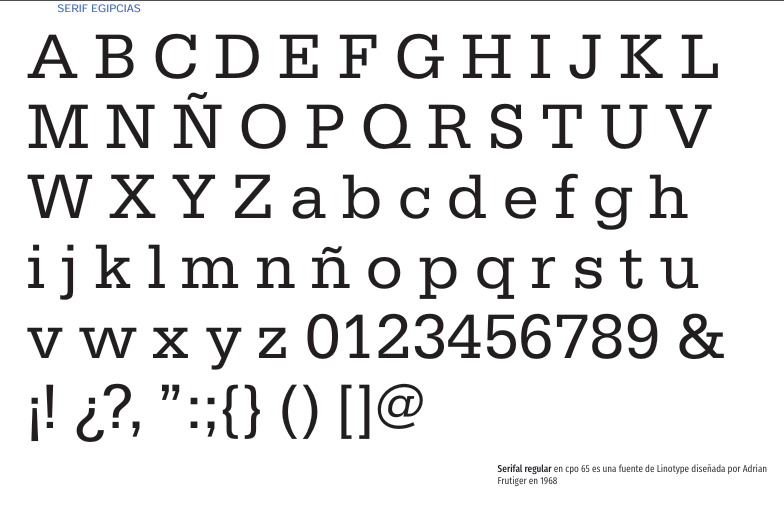 SERIF EGIPCIAS
A B C D E F G H I J K L
M N Ñ O P Q R S T U V
W X Y Z a b c d e f g h
i j k l m n ñ o p q r s t u
v w x y z 0123456789 &
¡! ¿?, ”:;{} () []@
Serifal regular en cpo 65 es una fuente de Linotype diseñada por Adrian
Frutiger en 1968